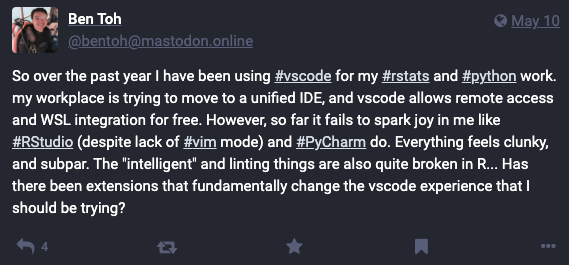 Ben Toh
May 10
@bentoh@mastodon.online
So over the past year I have been using #vscode for my #rstats and #python work.
my workplace is trying to move to a unified IDE, and vscode allows remote access
and WSL integration for free. However, so far it fails to spark joy in me like
#RStudio (despite lack of #vim mode) and #PyCharm do. Everything feels clunky,
and subpar. The "intelligent" and linting things are also quite broken in R... Has
there been extensions that fundamentally change the vscode experience that I
should be trying?
4